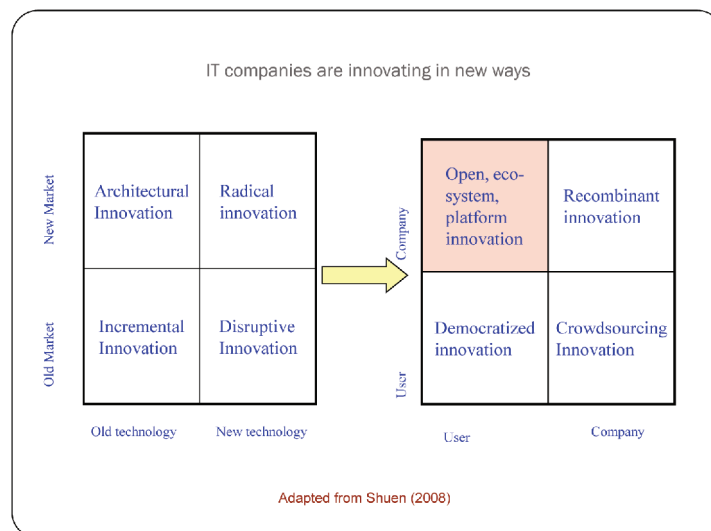 IT companies are innovating in new ways
New Market
Architectural
Innovation
Radical
innovation
Old Market
Incremental
Innovation
Disruptive
Innovation
Old technology
New technology
Company
Open, eco-
system,
platform
innovation
Recombinant
innovation
User
Democratized
innovation
Crowdsourcing
Innovation
User
Company
Adapted from Shuen (2008)